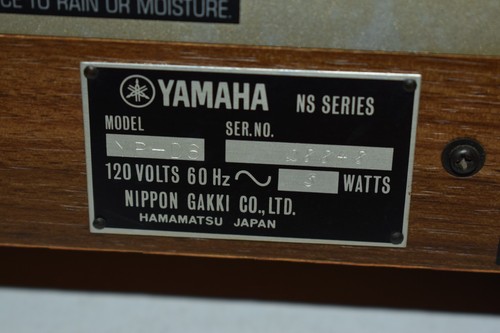 CE TO RAIN OR MOISTURE.
YAMAHA NS SERIES
MODEL SER.NO.
120 VOLTS 60 Hz ~ WATTS
NIPPON GAKKI CO., LTD.
HAMAMATSU JAPAN